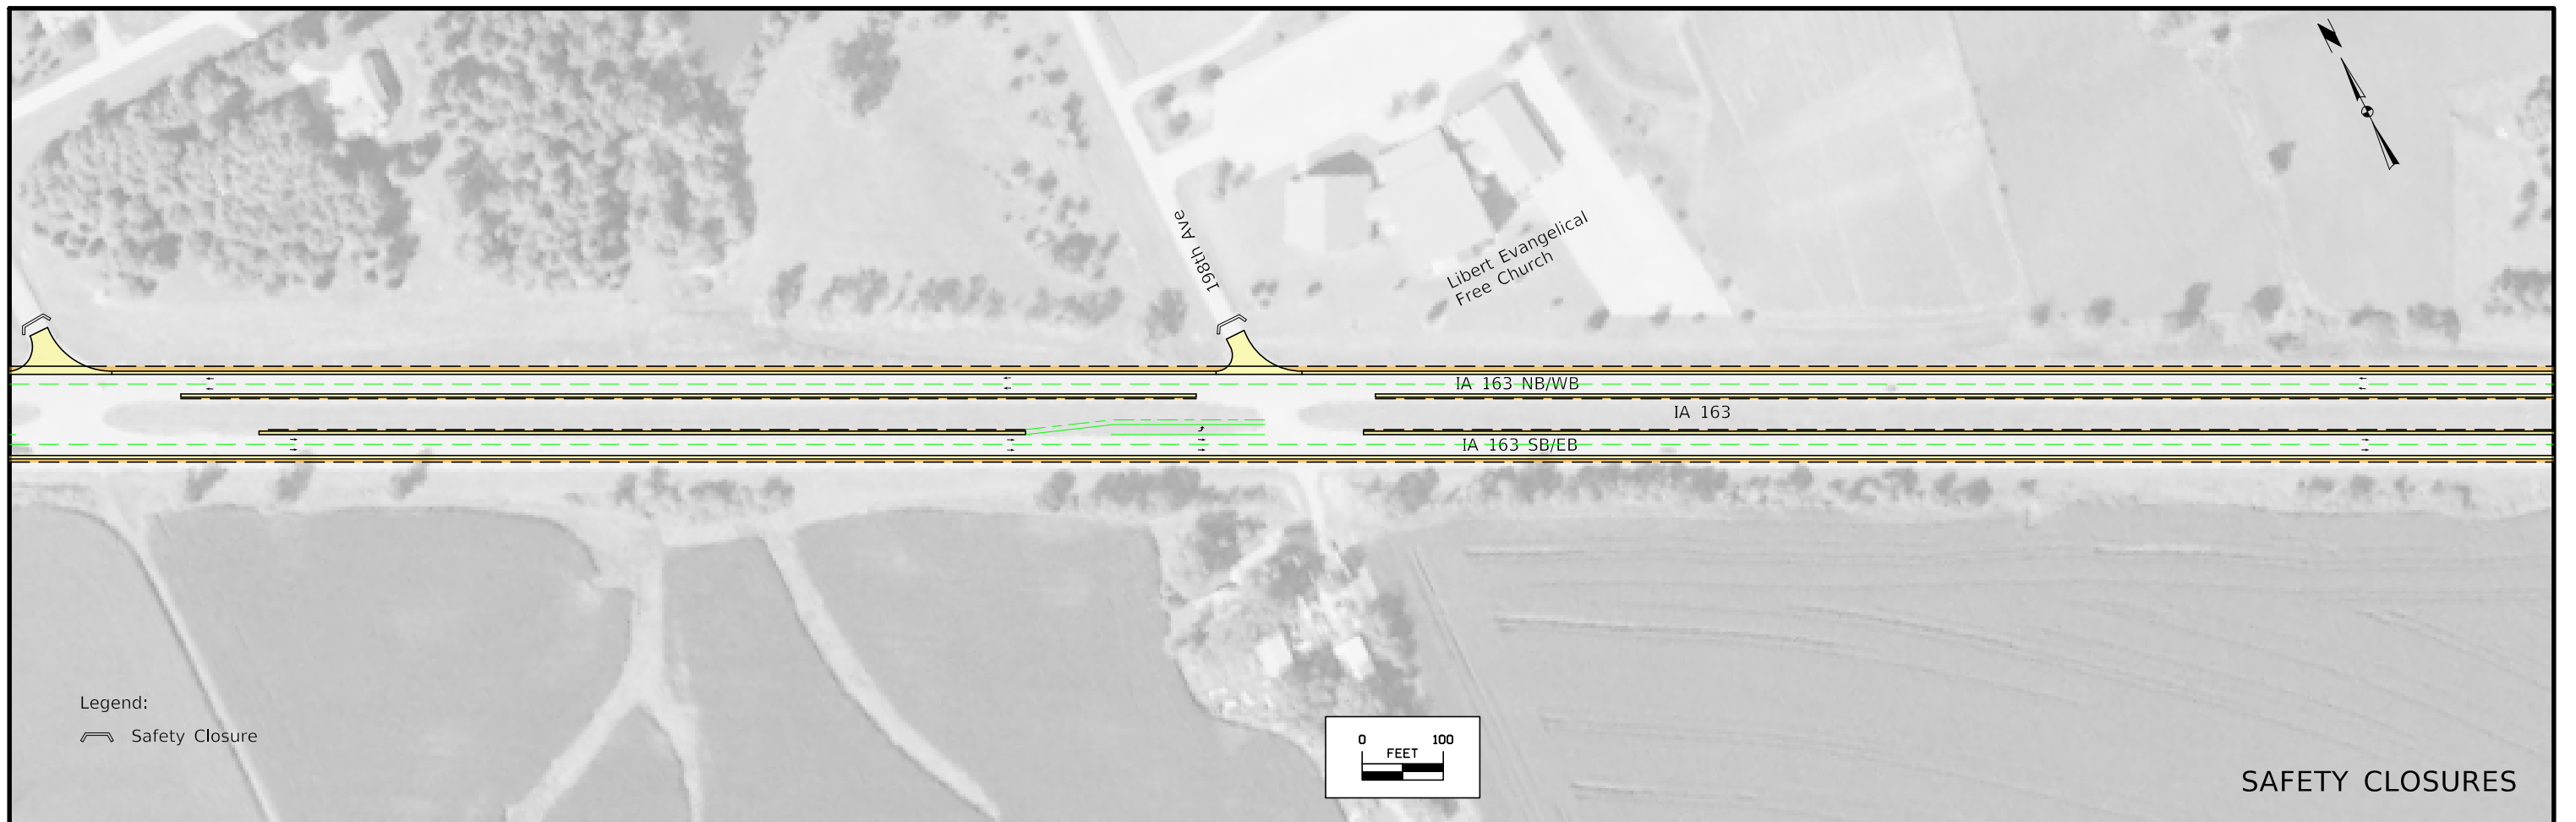 198th Ave
Libert Evangelical
Free Church
IA 163 NB/WB
IA 163
IA 163 SB/EB
Legend:
Safety Closure
0 100
FEET
SAFETY CLOSURES